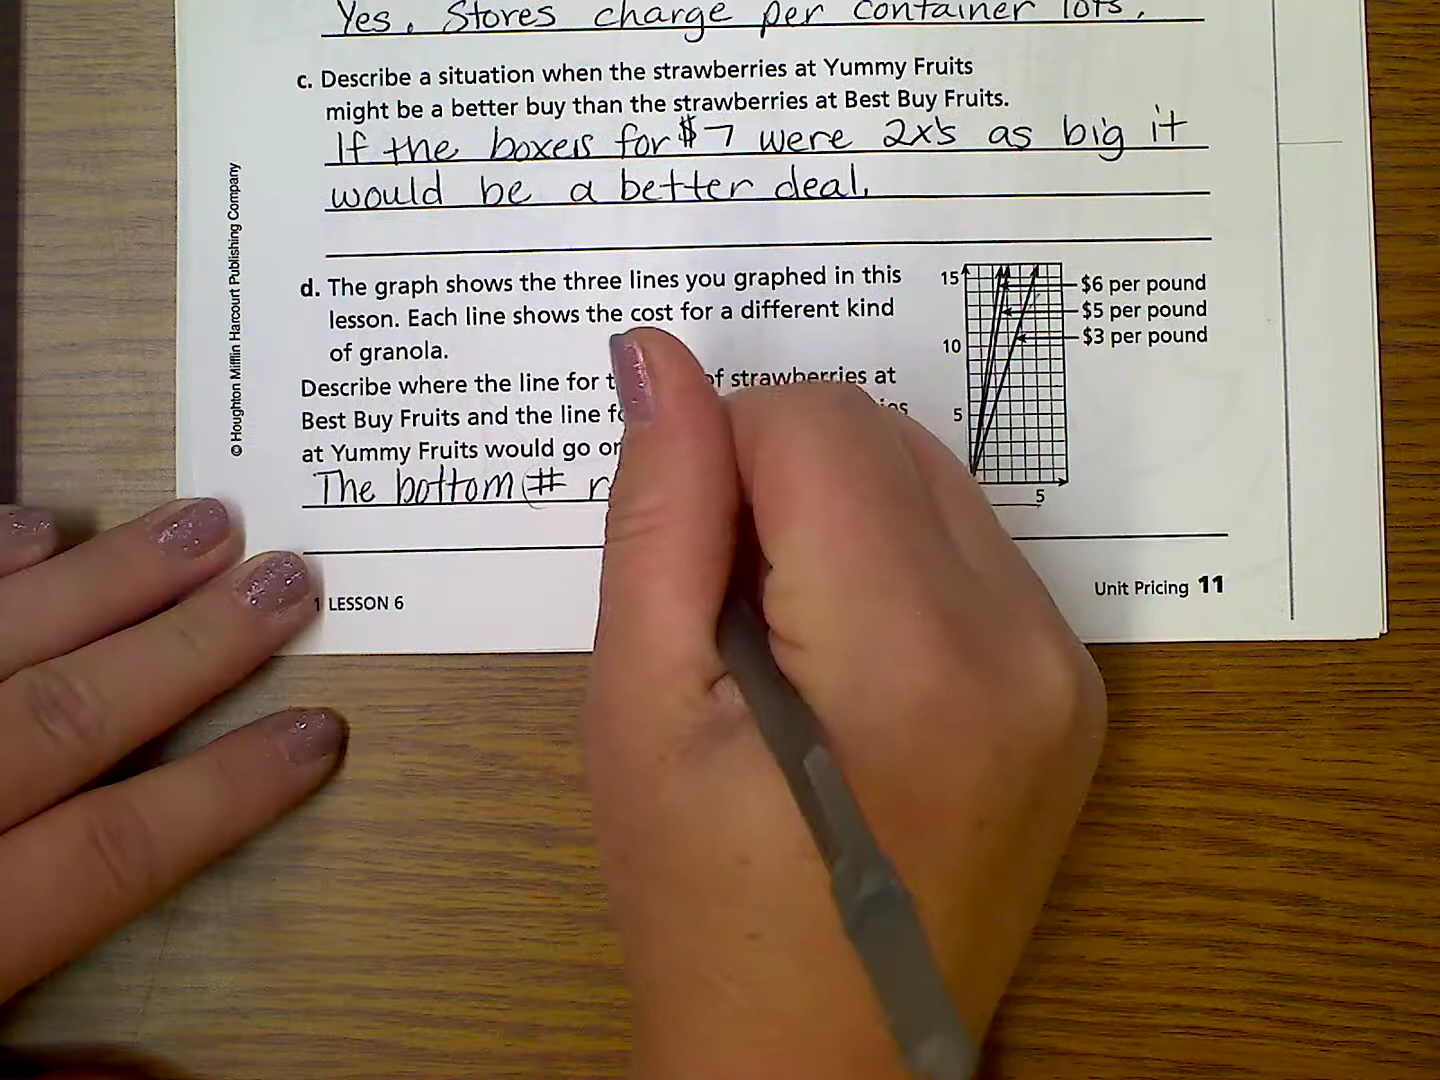 Yes. Stores charge per container lots.
c. Describe a situation when the strawberries at Yummy Fruits
might be a better buy than the strawberries at Best Buy Fruits.
If the boxes for $7 were 2x's as big it
would be a better deal.
© Houghton Mifflin Harcourt Publishing Company
d. The graph shows the three lines you graphed in this
lesson. Each line shows the cost for a different kind
of granola.
Describe where the line for of strawberries at
Best Buy Fruits and the line
at Yummy Fruits would go
The bottom #
15
10
5
5
$6 per pound
$5 per pound
$3 per pound
1 LESSON 6
Unit Pricing 11